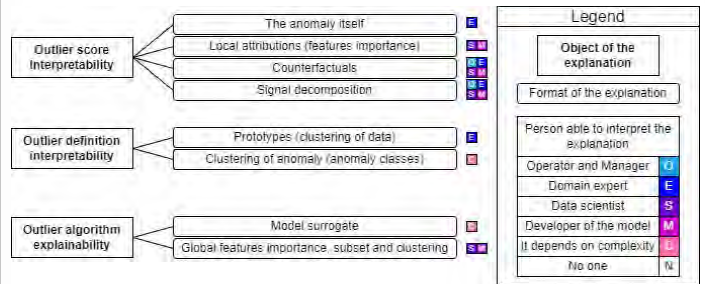 Outlier score
Interpretability
The anomaly itself
E
Local attributions (features importance)
S M
Counterfactuals
O E
S M
Signal decomposition
O E
S M
Outlier definition
interpretability
Prototypes (clustering of data)
E
Clustering of anomaly (anomaly classes)
D
Outlier algorithm
explainability
Model surrogate
D
Global features importance, subset and clustering
S M
Legend
Object of the
explanation
Format of the explanation
Person able to interpret the
explanation
Operator and Manager O
Domain expert E
Data scientist S
Developer of the model M
It depends on complexity D
No one N